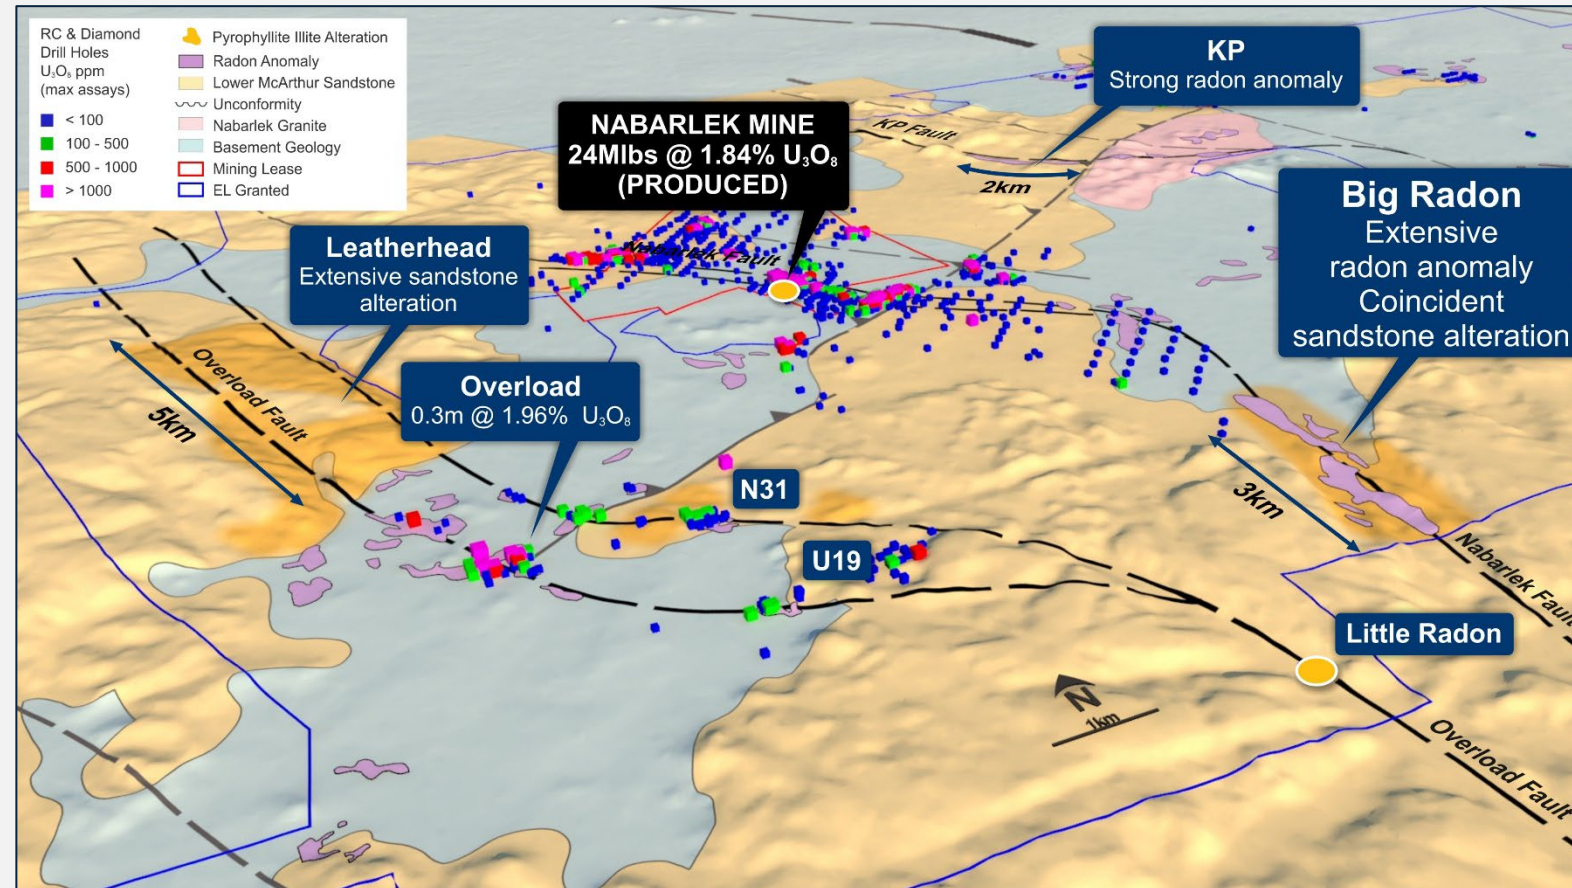 RC & Diamond
Drill Holes
U₃O₈ ppm
(max assays)
< 100
100 - 500
500 - 1000
> 1000
Pyrophyllite Illite Alteration
Radon Anomaly
Lower McArthur Sandstone
Unconformity
Nabarlek Granite
Basement Geology
Mining Lease
EL Granted
KP
Strong radon anomaly
NABARLEK MINE
24Mlbs @ 1.84% U₃O₈
(PRODUCED)
KP Fault
2km
Big Radon
Extensive
radon anomaly
Coincident
sandstone alteration
Leatherhead
Extensive sandstone
alteration
Nabarlek Fault
Overload Fault
5km
Overload
0.3m @ 1.96% U₃O₈
N31
3km
U19
Nabarlek Fault
Little Radon
N
1km
Overload Fault